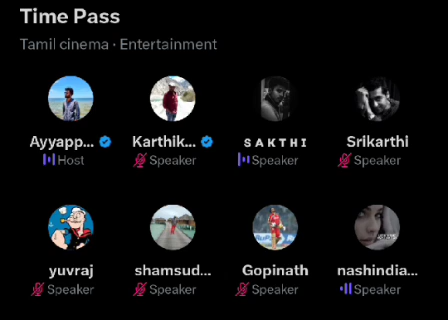 Time Pass
Tamil cinema · Entertainment
Ayyapp... Karthik... S A K T H I Srikarthi
Host Speaker Speaker Speaker
yuvraj shamsud... Gopinath nashindia...
Speaker Speaker Speaker Speaker